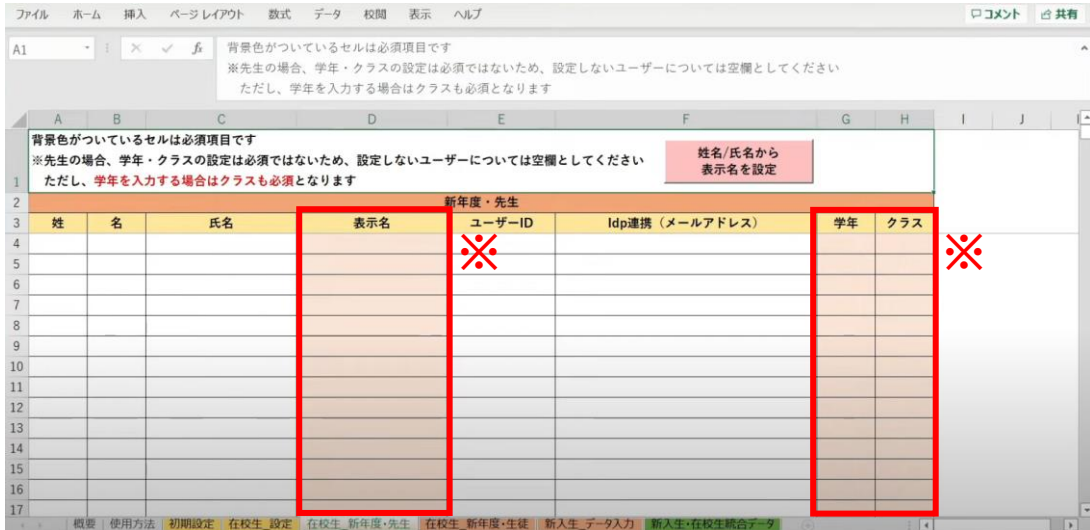 ファイル ホーム 挿入 ページ レイアウト 数式 データ 校閲 表示 ヘルプ コメント 共有
A1 fx 背景色がついているセルは必須項目です
※先生の場合、学年・クラスの設定は必須ではないため、設定しないユーザーについては空欄としてください
ただし、学年を入力する場合はクラスも必須となります
A B C D E F G H I J
背景色がついているセルは必須項目です
※先生の場合、学年・クラスの設定は必須ではないため、設定しないユーザーについては空欄としてください
ただし、学年を入力する場合はクラスも必須となります
姓名/氏名から
表示名を設定
1
2 新年度・先生
3 姓 名 氏名 表示名 ユーザーID Idp連携（メールアドレス） 学年 クラス
4
※ ※
5
6
7
8
9
10
11
12
13
14
15
16
17
概要 使用方法 初期設定 在校生_設定 在校生_新年度・先生 在校生_新年度・生徒 新入生_データ入力 新入生・在校生統合データ